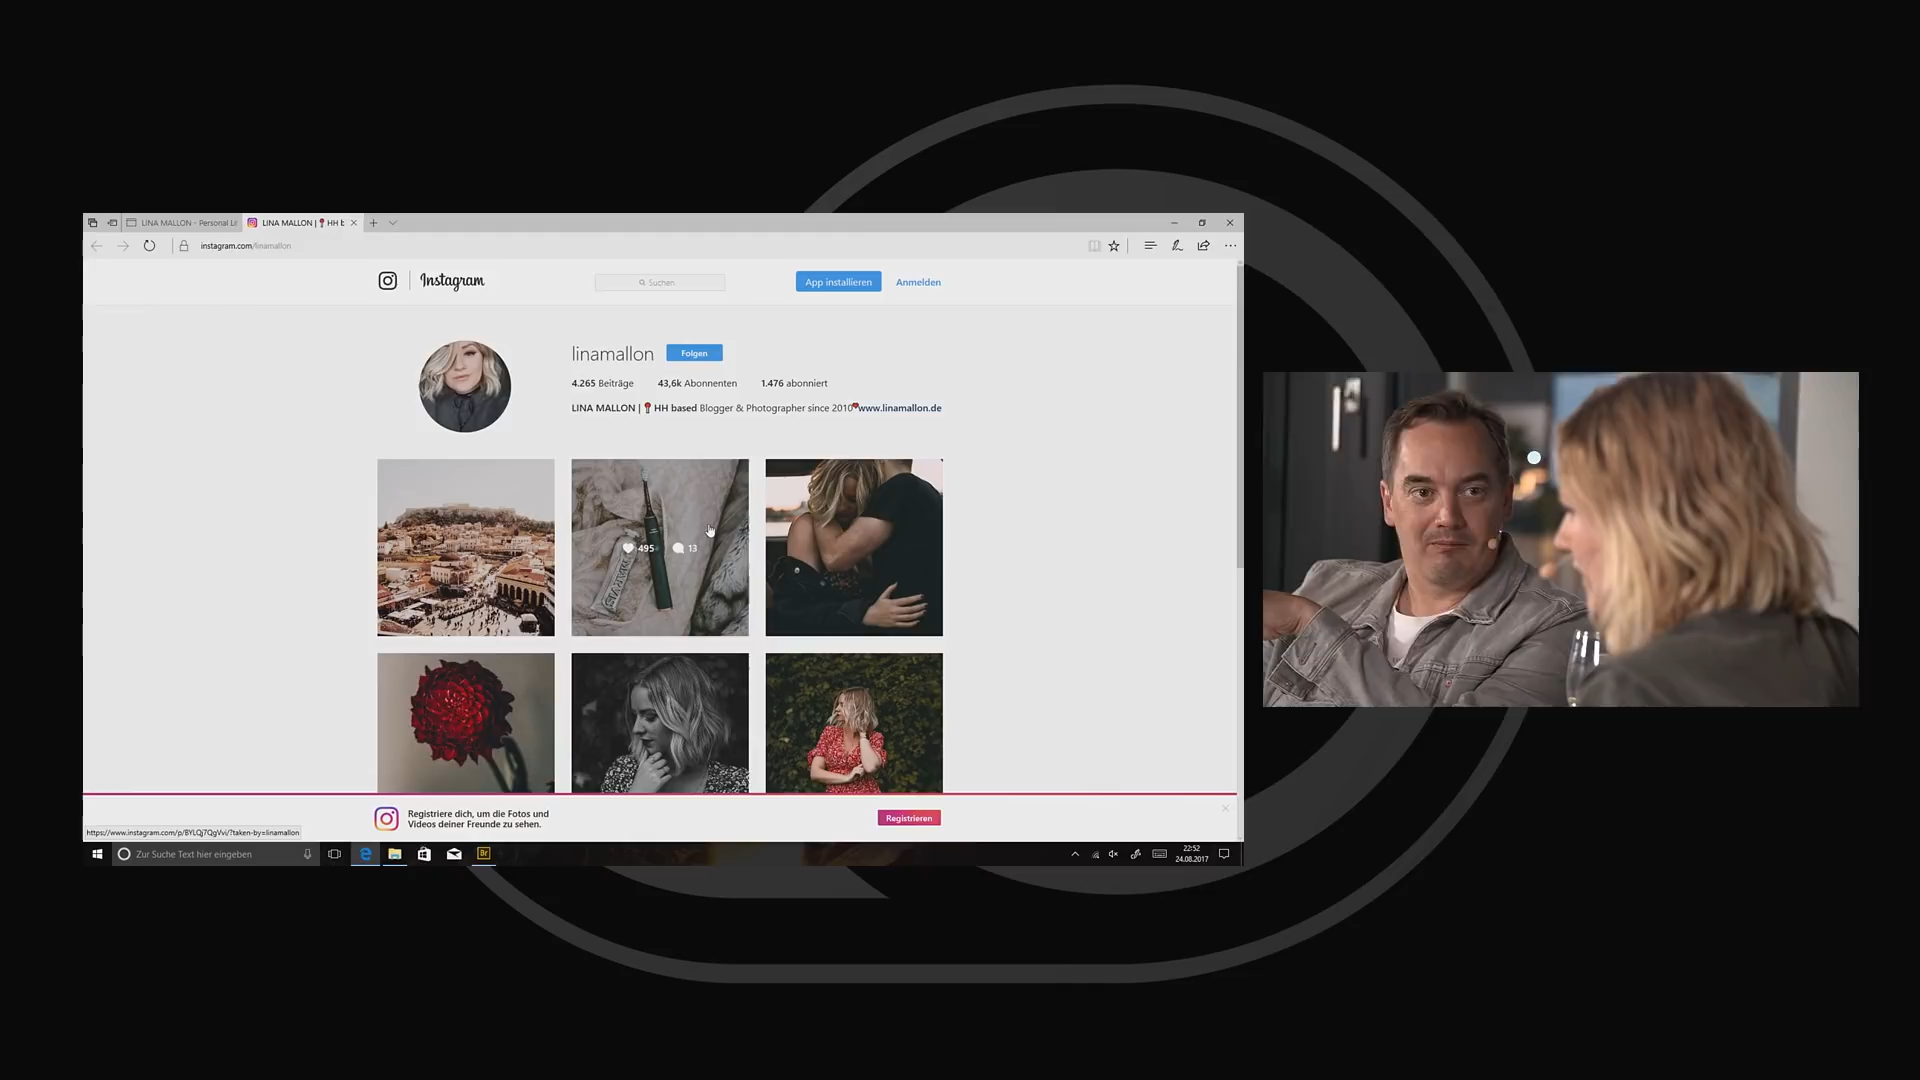 LINA MALLON - Personal Li
LINA MALLON | HH b
instagram.com/linamallon
Instagram
Suchen
App installieren
Anmelden
linamallon
Folgen
4.265 Beiträge
43,6k Abonnenten
1.476 abonniert
LINA MALLON | HH based Blogger & Photographer since 2010 www.linamallon.de
495
13
MARVIS
Registriere dich, um die Fotos und
Videos deiner Freunde zu sehen.
Registrieren
https://www.instagram.com/p/BYLQj7QgVvi/?taken-by=linamallon
Zur Suche Text hier eingeben
Br
22:52
24.08.2017